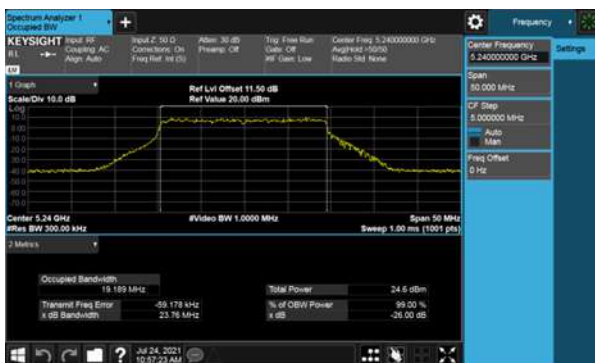 Spectrum Analyzer 1
Occupied BW
Frequency
KEYSIGHT
Input: RF
Coupling: AC
Align: Auto
Input Z: 50 Ω
Corrections: On
Freq Ref: Int (S)
Atten: 30 dB
Preamp: Off
Trig: Free Run
Gate: Off
#IF Gain: Low
Center Freq: 5.240000000 GHz
Avg|Hold:>50/50
Radio Std: None
Center Frequency
5.240000000 GHz
Settings
Span
50.000 MHz
CF Step
5.000000 MHz
Auto
Man
Freq Offset
0 Hz
1 Graph
Scale/Div 10.0 dB
Ref Lvl Offset 11.50 dB
Ref Value 20.00 dBm
Log
10.0
0.00
Center 5.24 GHz
#Res BW 300.00 kHz
#Video BW 1.0000 MHz
Span 50 MHz
Sweep 1.00 ms (1001 pts)
2 Metrics
Occupied Bandwidth
19.189 MHz
Total Power 24.6 dBm
Transmit Freq Error -59.178 kHz
% of OBW Power 99.00 %
x dB Bandwidth 23.76 MHz
x dB -26.00 dB
Jul 24, 2021
10:57:23 AM